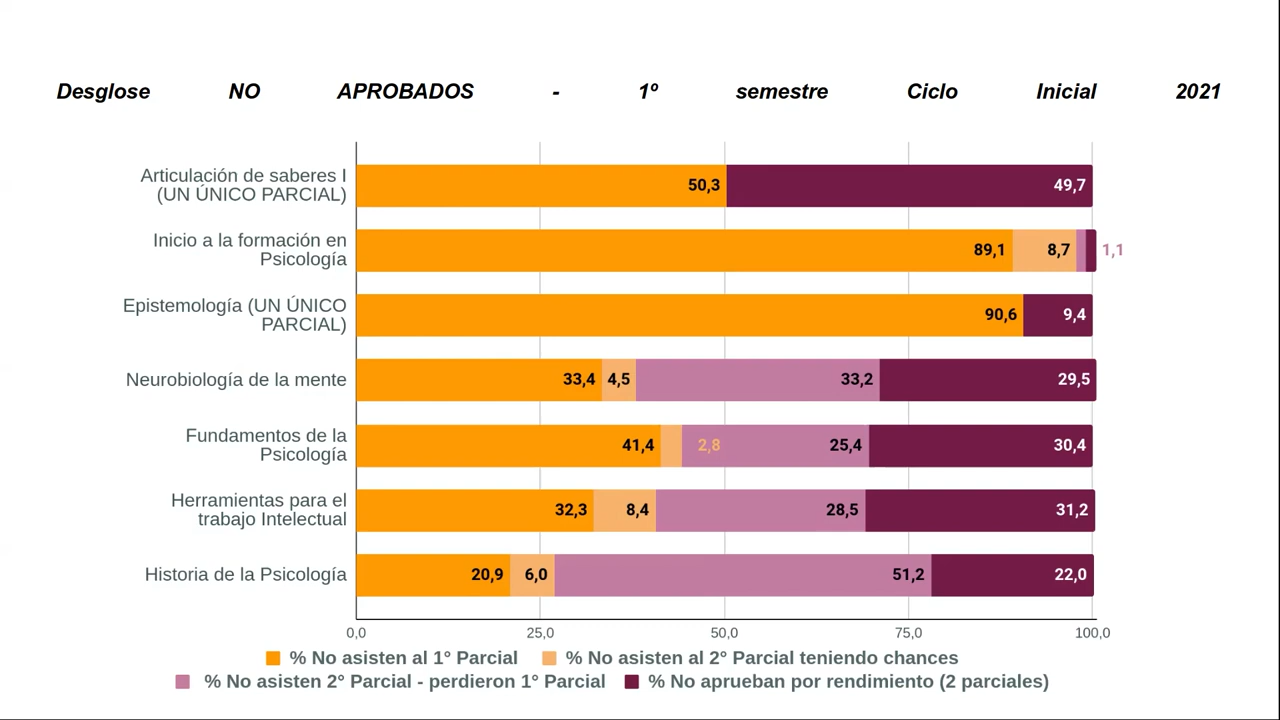 Desglose NO APROBADOS - 1º semestre Ciclo Inicial 2021
Articulación de saberes I
(UN ÚNICO PARCIAL)
50,3 49,7
Inicio a la formación en
Psicología
89,1 8,7 1,1
Epistemología (UN ÚNICO
PARCIAL)
90,6 9,4
Neurobiología de la mente
33,4 4,5 33,2 29,5
Fundamentos de la
Psicología
41,4 2,8 25,4 30,4
Herramientas para el
trabajo Intelectual
32,3 8,4 28,5 31,2
Historia de la Psicología
20,9 6,0 51,2 22,0
0,0 25,0 50,0 75,0 100,0
% No asisten al 1° Parcial % No asisten al 2° Parcial teniendo chances
% No asisten 2° Parcial - perdieron 1° Parcial % No aprueban por rendimiento (2 parciales)